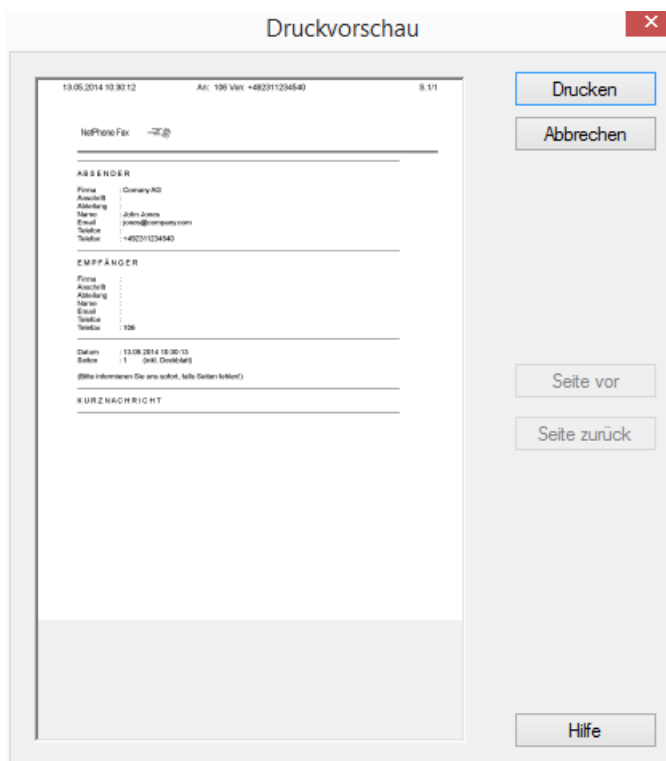 Druckvorschau
13.05.2014 10:30:12 An: 106 Von: +492311234540 S.1/1
NetPhone Fax
ABSENDER
Firma : Comany AG
Anschrift :
Abteilung :
Name : John Jones
Email : jones@company.com
Telefon :
Telefax : +492311234540
EMPFÄNGER
Firma :
Anschrift :
Abteilung :
Name :
Email :
Telefon :
Telefax : 106
Datum : 13.05.2014 10:30:13
Seiten : 1 (inkl. Deckblatt)
(Bitte informieren Sie uns sofort, falls Seiten fehlen!)
KURZNACHRICHT
Drucken
Abbrechen
Seite vor
Seite zurück
Hilfe